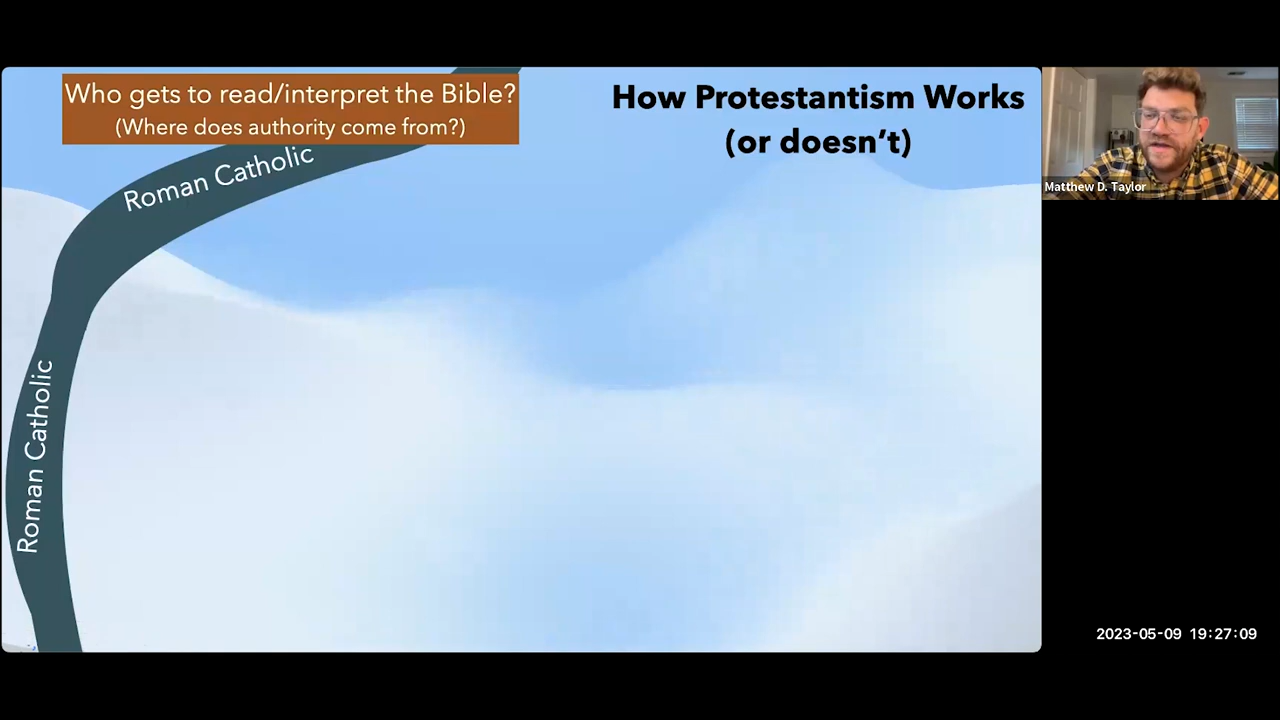 Who gets to read/interpret the Bible?
(Where does authority come from?)
How Protestantism Works
(or doesn’t)
Roman Catholic
Roman Catholic
Matthew D. Taylor
2023-05-09 19:27:09